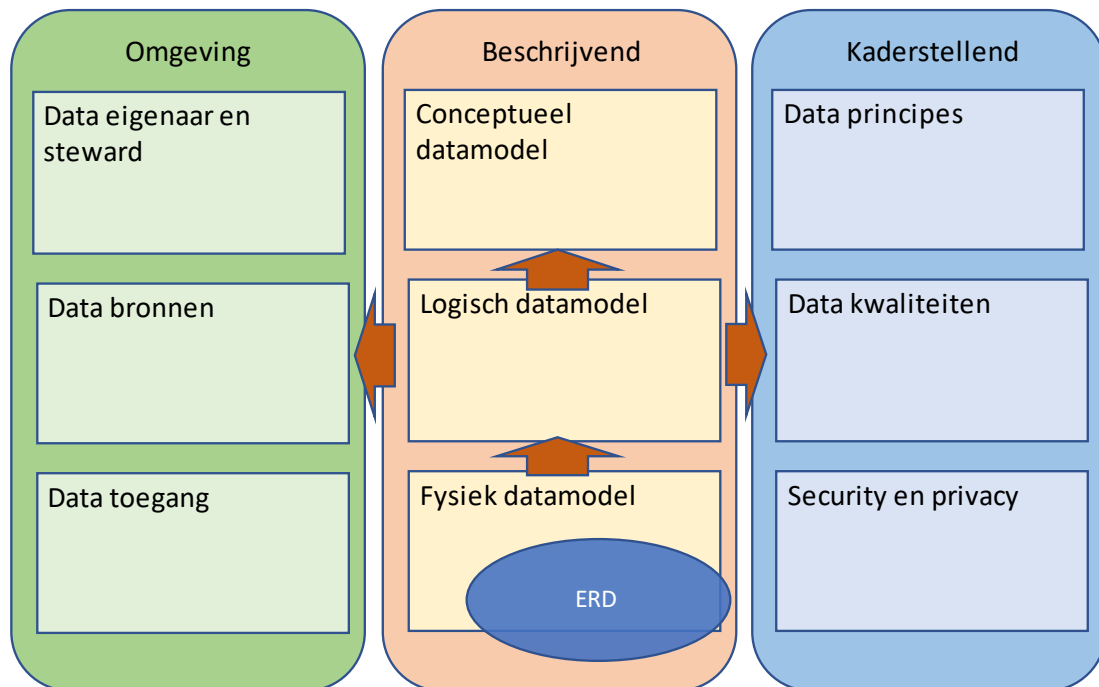 Omgeving
Data eigenaar en
steward
Data bronnen
Data toegang
Beschrijvend
Conceptueel
datamodel
Logisch datamodel
Fysiek datamodel
ERD
Kaderstellend
Data principes
Data kwaliteiten
Security en privacy